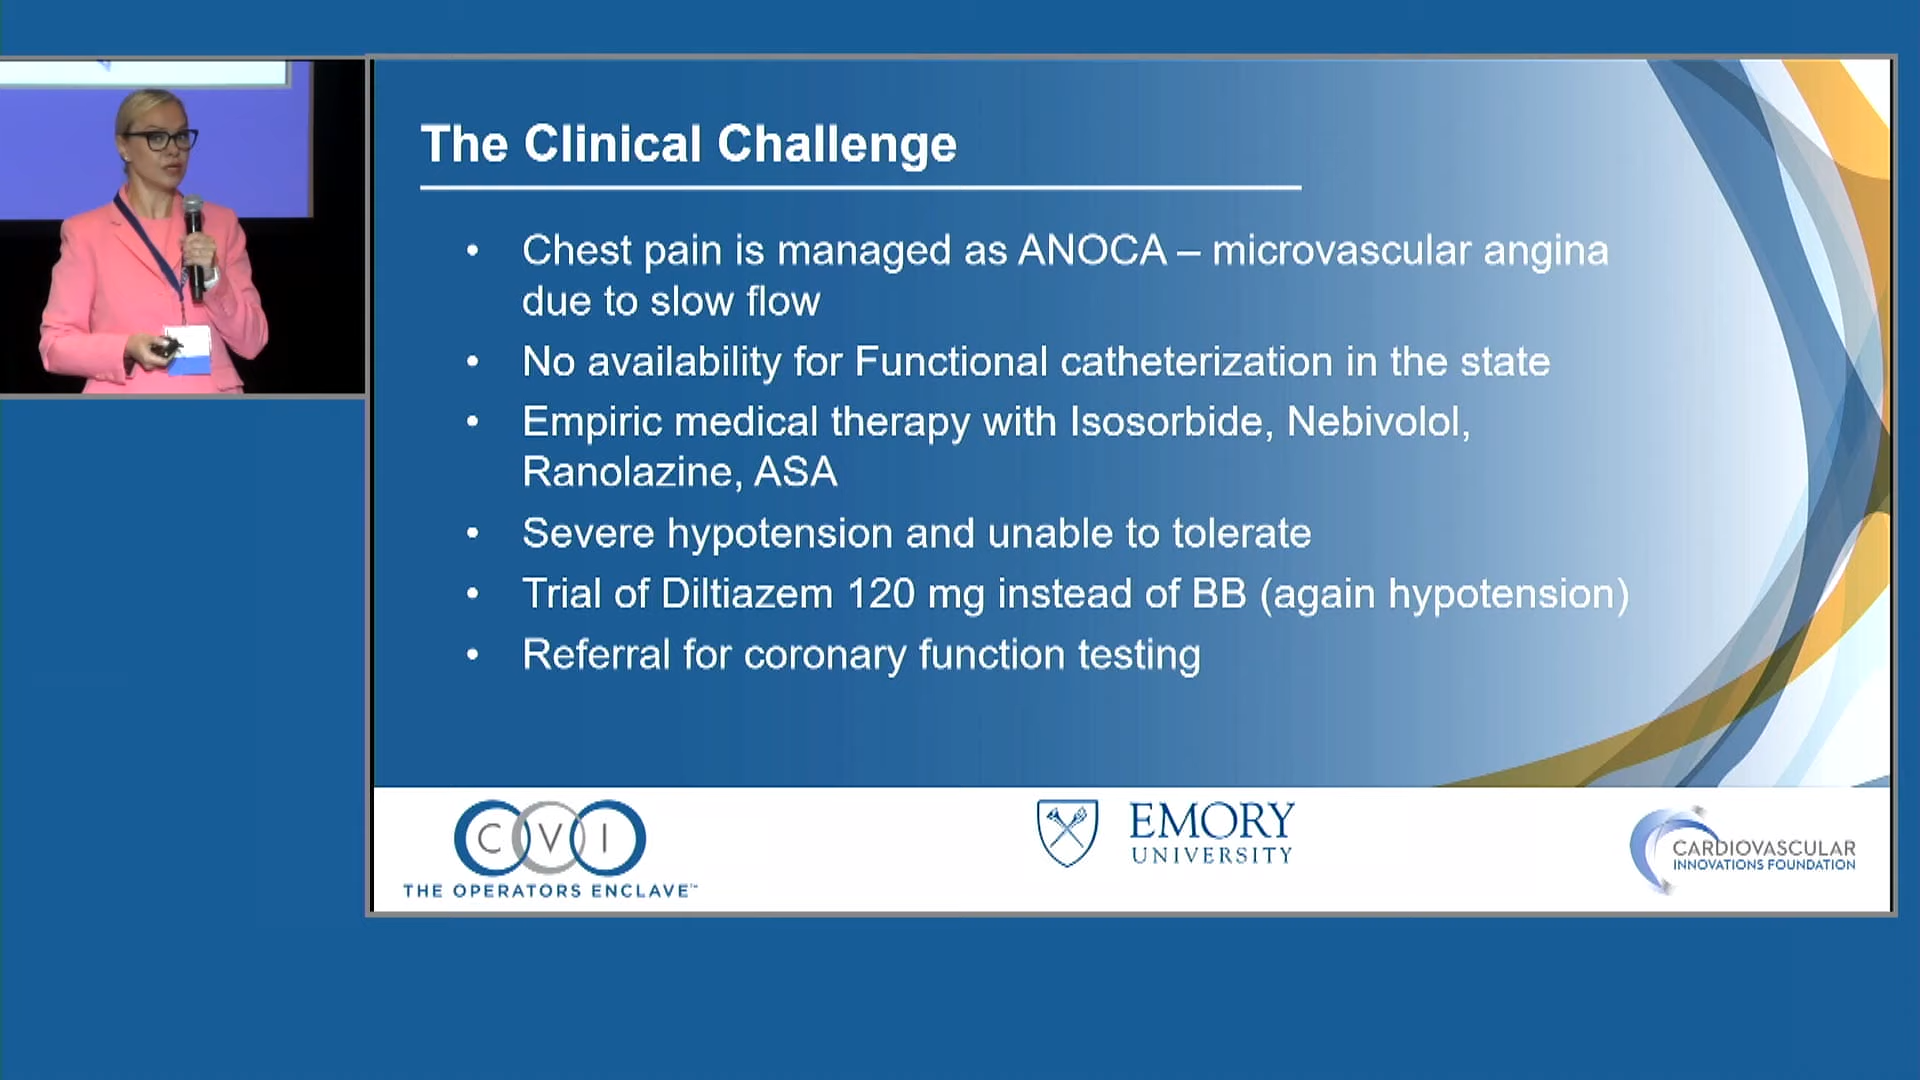 The Clinical Challenge
• Chest pain is managed as ANOCA – microvascular angina
due to slow flow
• No availability for Functional catheterization in the state
• Empiric medical therapy with Isosorbide, Nebivolol,
Ranolazine, ASA
• Severe hypotension and unable to tolerate
• Trial of Diltiazem 120 mg instead of BB (again hypotension)
• Referral for coronary function testing
CVI
THE OPERATORS ENCLAVE™
EMORY
UNIVERSITY
CARDIOVASCULAR
INNOVATIONS FOUNDATION